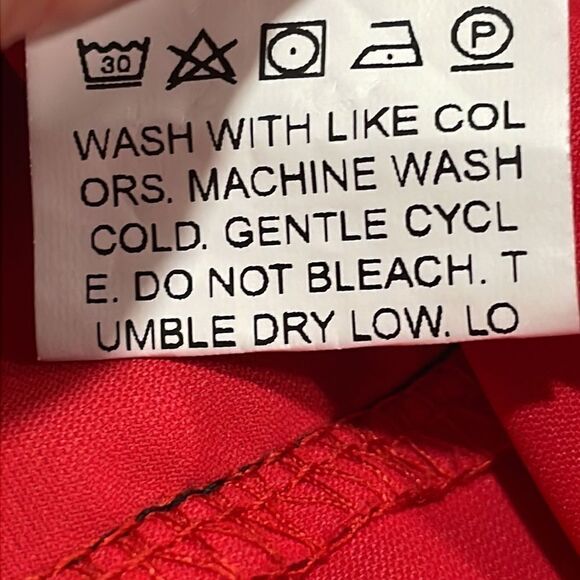 30 P
WASH WITH LIKE COL
ORS. MACHINE WASH
COLD. GENTLE CYCL
E. DO NOT BLEACH. T
UMBLE DRY LOW. LO